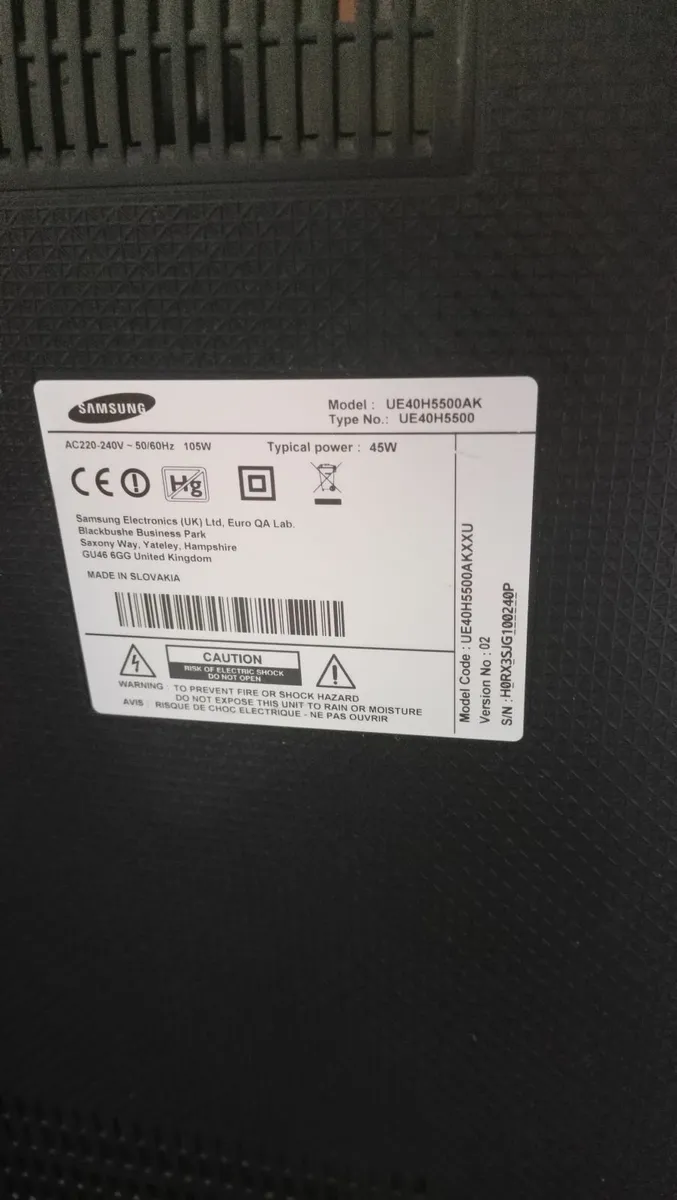 SAMSUNG
Model : UE40H5500AK
Type No.: UE40H5500
AC220-240V ~ 50/60Hz 105W
Typical power : 45W
CE
Hg
Samsung Electronics (UK) Ltd, Euro QA Lab.
Blackbushe Business Park
Saxony Way, Yateley, Hampshire
GU46 6GG United Kingdom
MADE IN SLOVAKIA
CAUTION
RISK OF ELECTRIC SHOCK
DO NOT OPEN
WARNING : TO PREVENT FIRE OR SHOCK HAZARD
DO NOT EXPOSE THIS UNIT TO RAIN OR MOISTURE
AVIS : RISQUE DE CHOC ELECTRIQUE - NE PAS OUVRIR
Model Code : UE40H5500AKXXU
Version No : 02
S/N : H0RX3SJG100240P